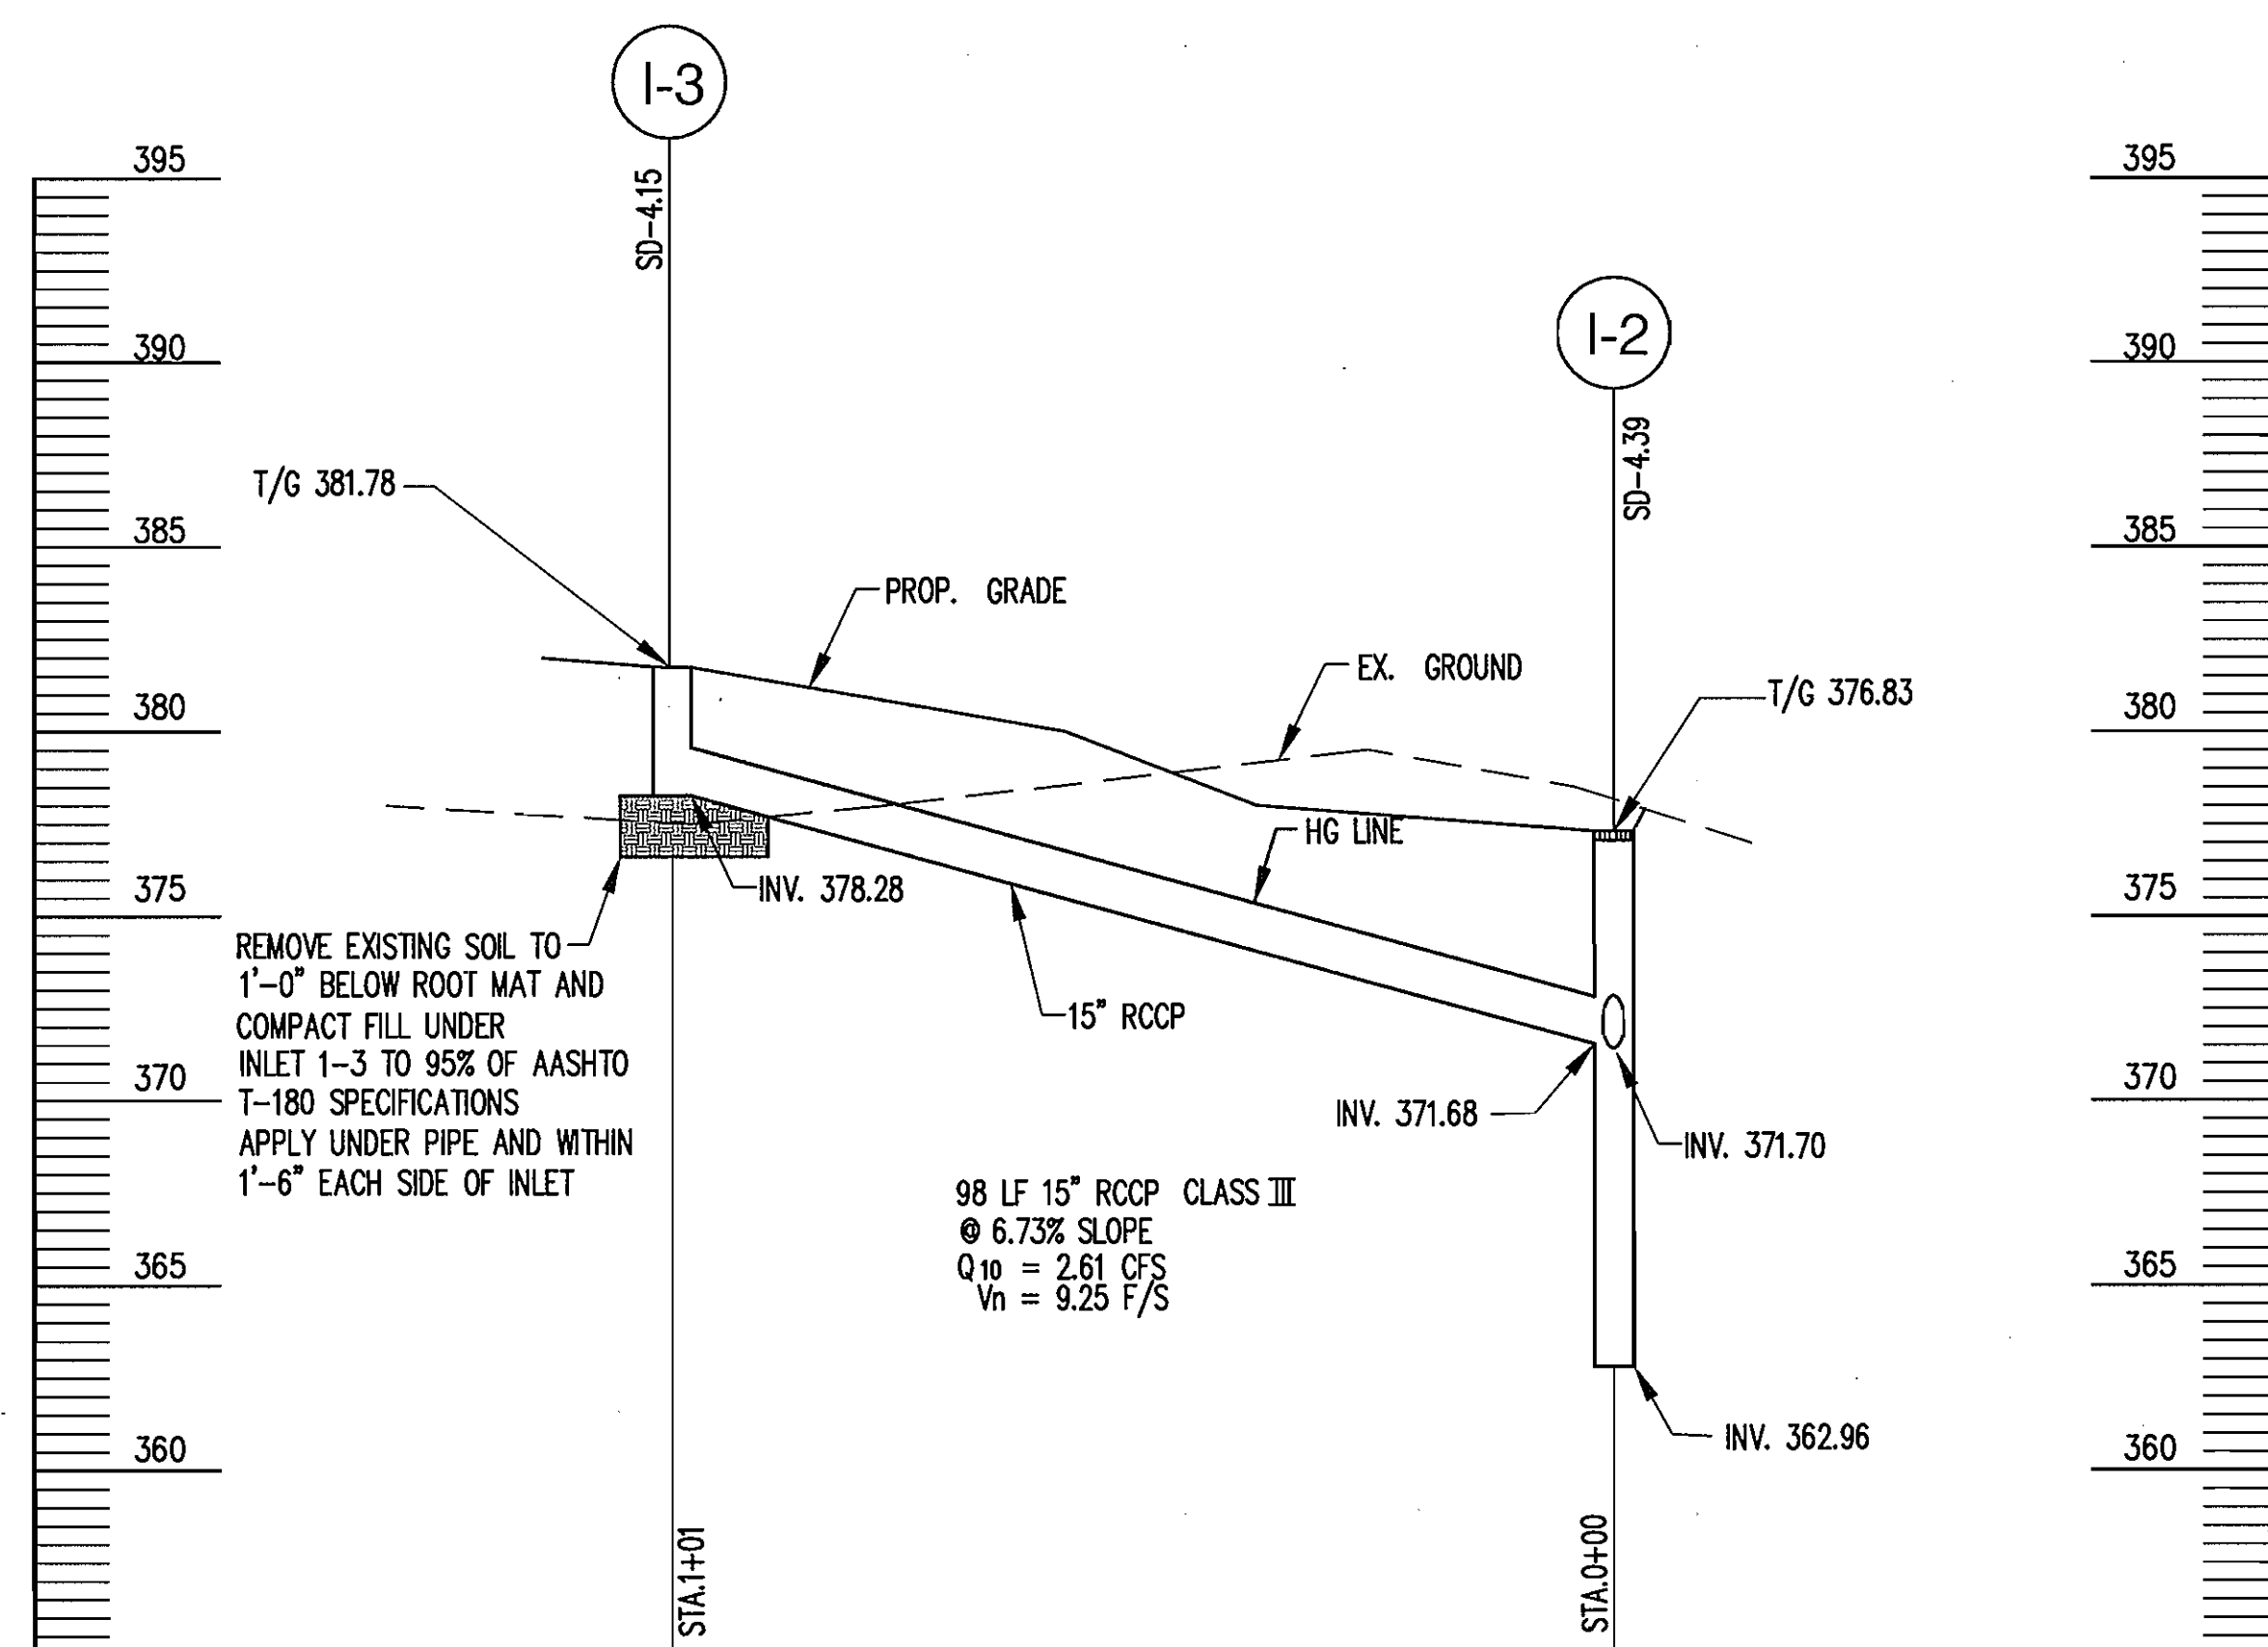 I-3
SD-4.15
I-2
SD-4.39
395
390
385
380
375
370
365
360
395
390
385
380
375
370
365
360
T/G 381.78
PROP. GRADE
EX. GROUND
T/G 376.83
HG LINE
INV. 378.28
REMOVE EXISTING SOIL TO
1'-0" BELOW ROOT MAT AND
COMPACT FILL UNDER
INLET 1-3 TO 95% OF AASHTO
T-180 SPECIFICATIONS
APPLY UNDER PIPE AND WITHIN
1'-6" EACH SIDE OF INLET
15" RCCP
INV. 371.68
INV. 371.70
98 LF 15" RCCP CLASS III
@ 6.73% SLOPE
Q10 = 2.61 CFS
Vn = 9.25 F/S
INV. 362.96
STA.1+01
STA.0+00